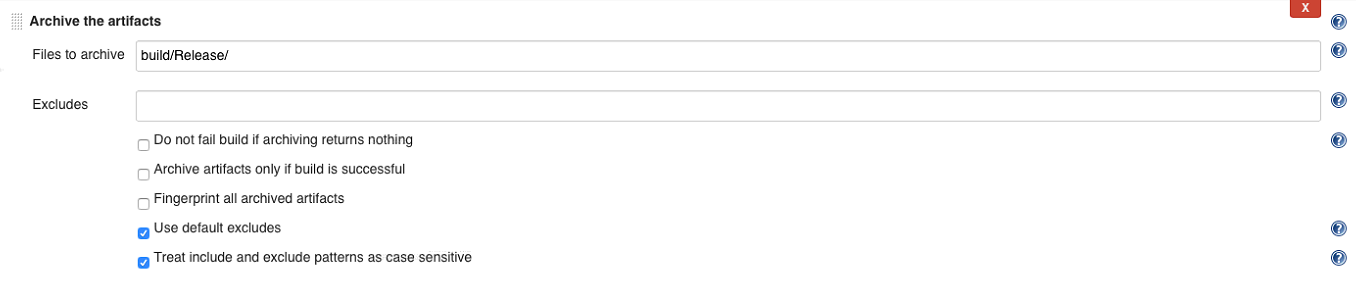 X
Archive the artifacts ?
Files to archive build/Release/ ?
Excludes ?
Do not fail build if archiving returns nothing ?
Archive artifacts only if build is successful
Fingerprint all archived artifacts
Use default excludes ?
Treat include and exclude patterns as case sensitive ?